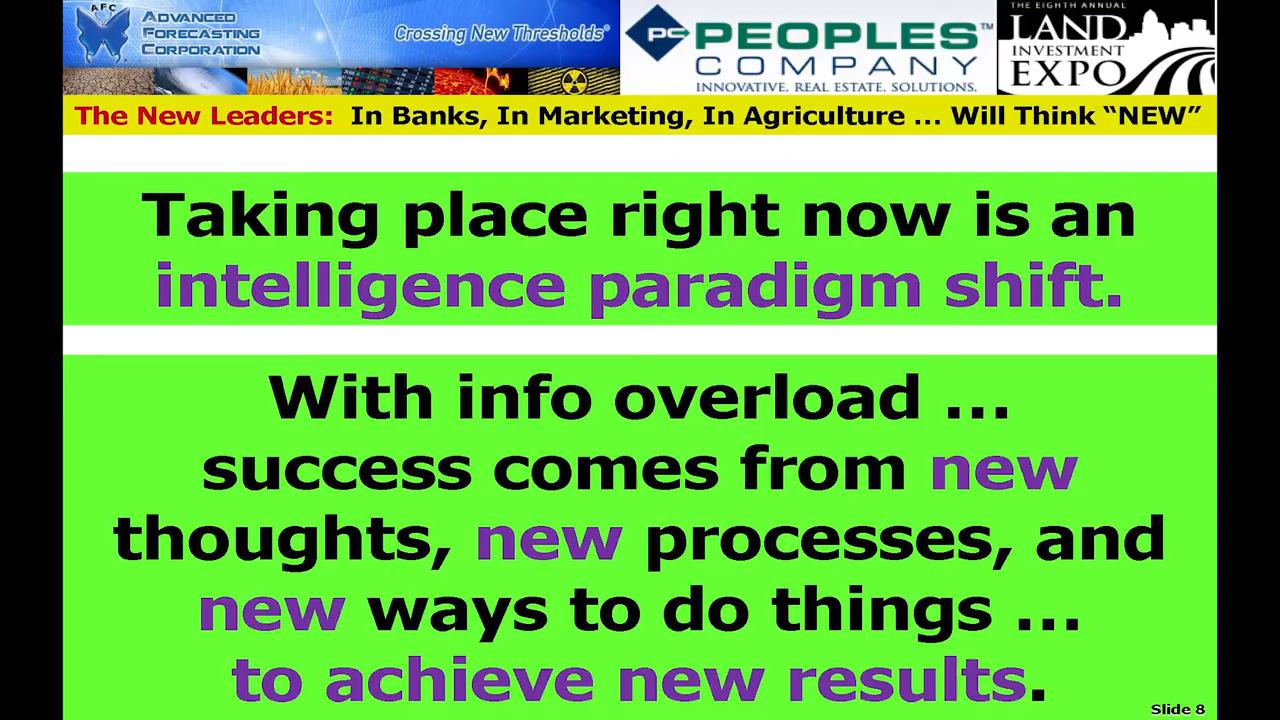 AFC
ADVANCED
FORECASTING
CORPORATION
Crossing New Thresholds®
PC PEOPLES™
COMPANY
INNOVATIVE. REAL ESTATE. SOLUTIONS.
THE EIGHTH ANNUAL
LAND
INVESTMENT
EXPO
The New Leaders: In Banks, In Marketing, In Agriculture ... Will Think “NEW”
Taking place right now is an
intelligence paradigm shift.
With info overload ...
success comes from new
thoughts, new processes, and
new ways to do things ...
to achieve new results.
Slide 8